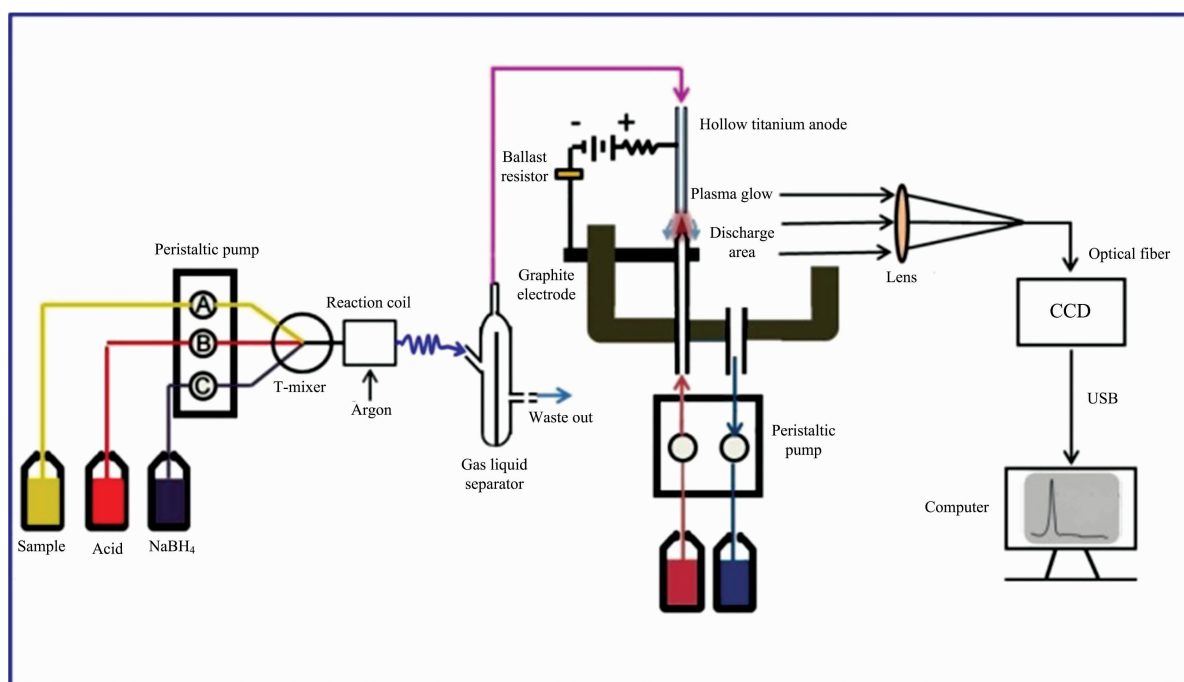 -
+
Hollow titanium anode
Ballast
resistor
Plasma glow
Discharge
area
Peristaltic pump
Graphite
electrode
Optical fiber
Lens
Reaction coil
A
CCD
B
C
T-mixer
Argon
Waste out
USB
Peristaltic
pump
Gas liquid
separator
Computer
Sample
Acid
NaBH₄